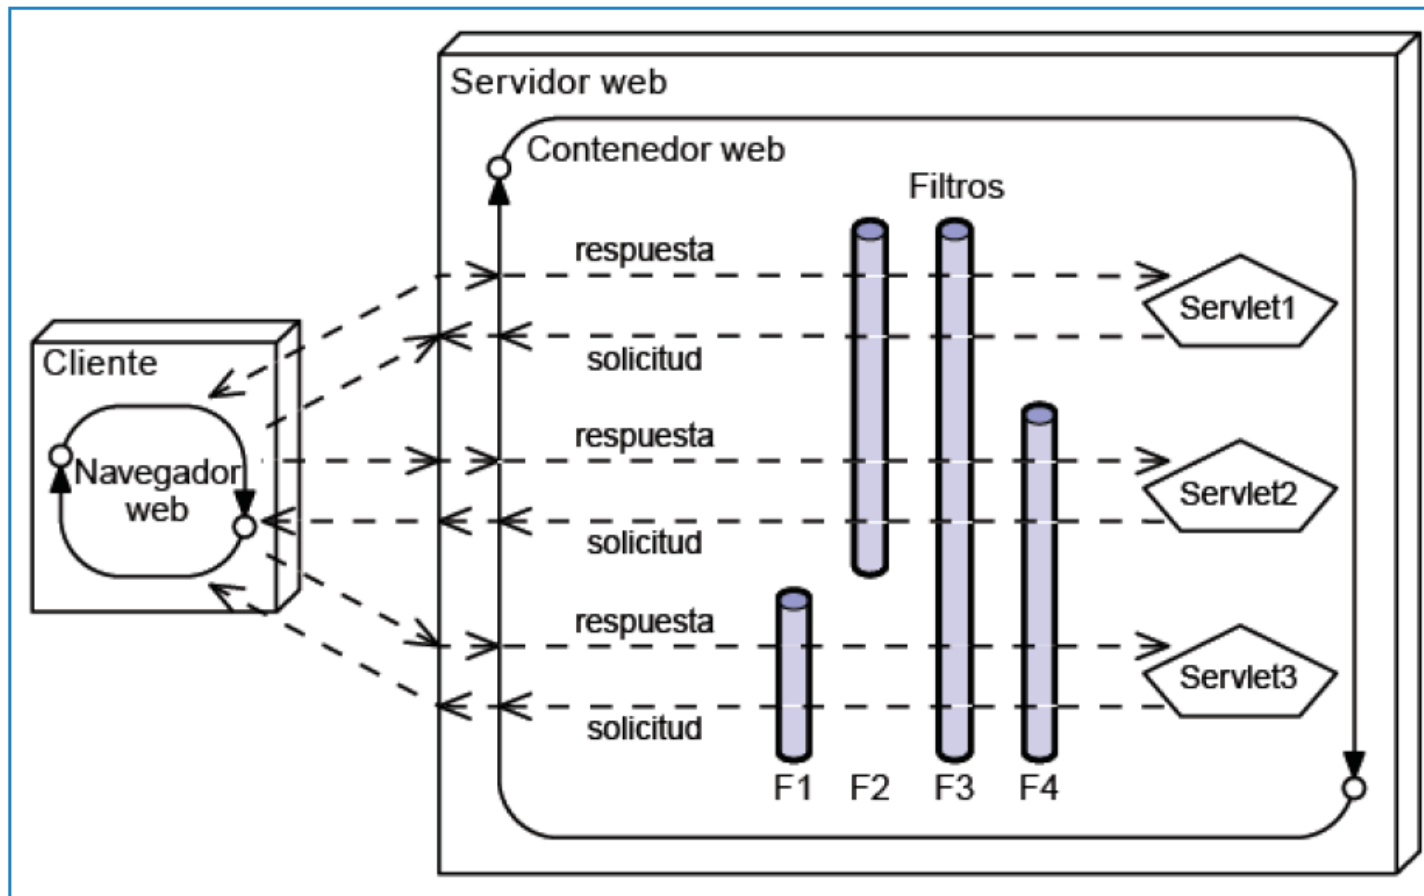 Servidor web
Contenedor web
Filtros
respuesta
Servlet1
solicitud
Cliente
Navegador
web
respuesta
Servlet2
solicitud
respuesta
Servlet3
solicitud
F1 F2 F3 F4